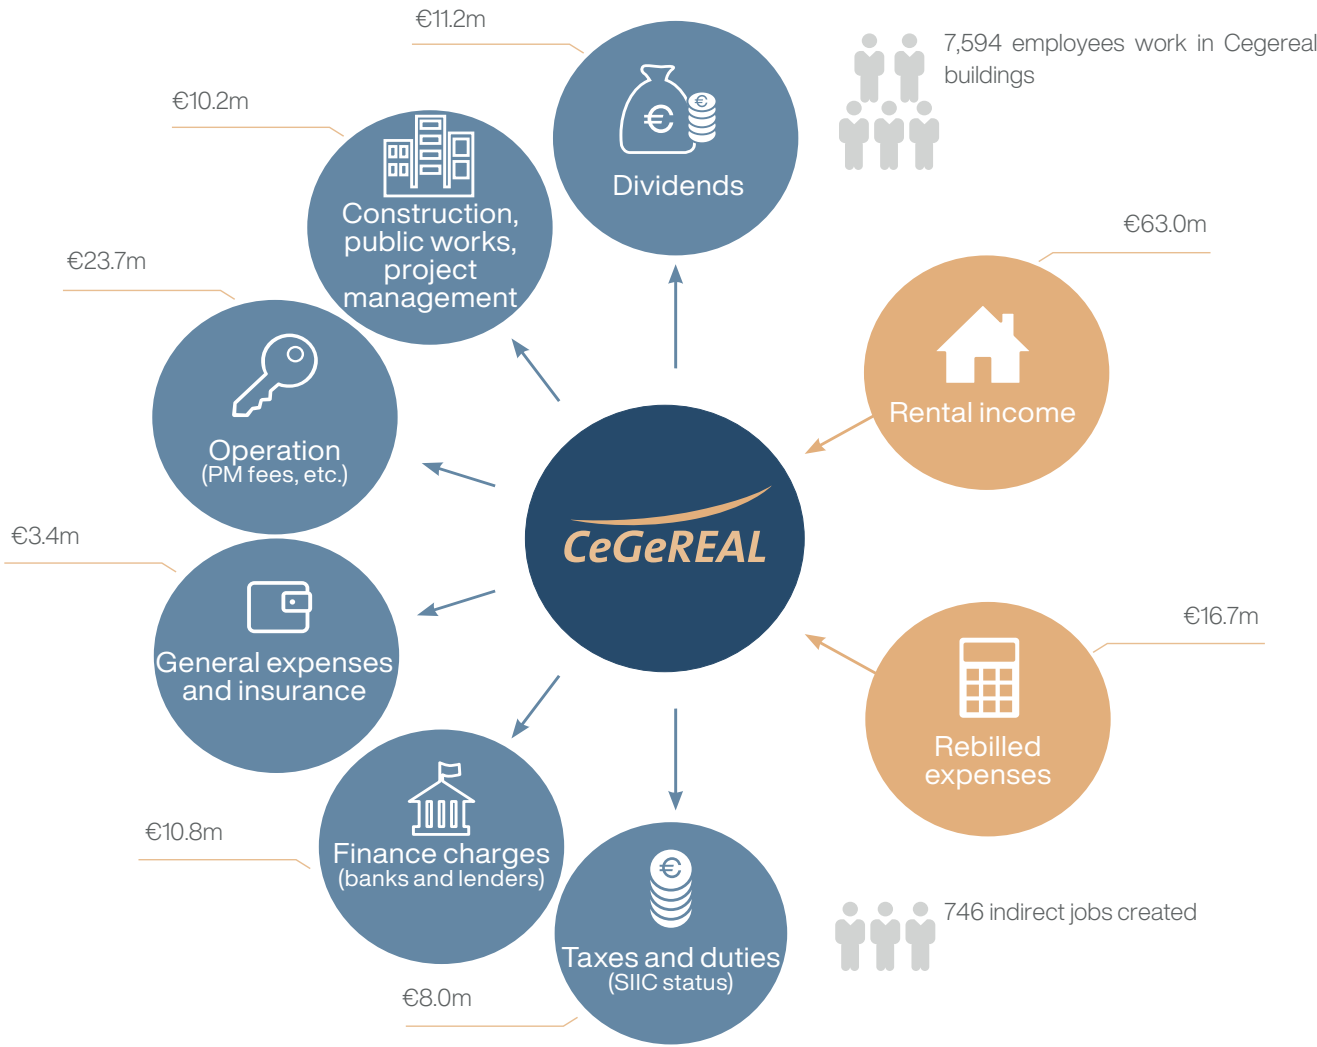 €11.2m
Dividends
7,594 employees work in Cegereal
buildings
€10.2m
Construction,
public works,
project
management
€63.0m
Rental income
€23.7m
Operation
(PM fees, etc.)
CeGeREAL
€3.4m
General expenses
and insurance
€16.7m
Rebilled
expenses
€10.8m
Finance charges
(banks and lenders)
€
Taxes and duties
(SIIC status)
€8.0m
746 indirect jobs created